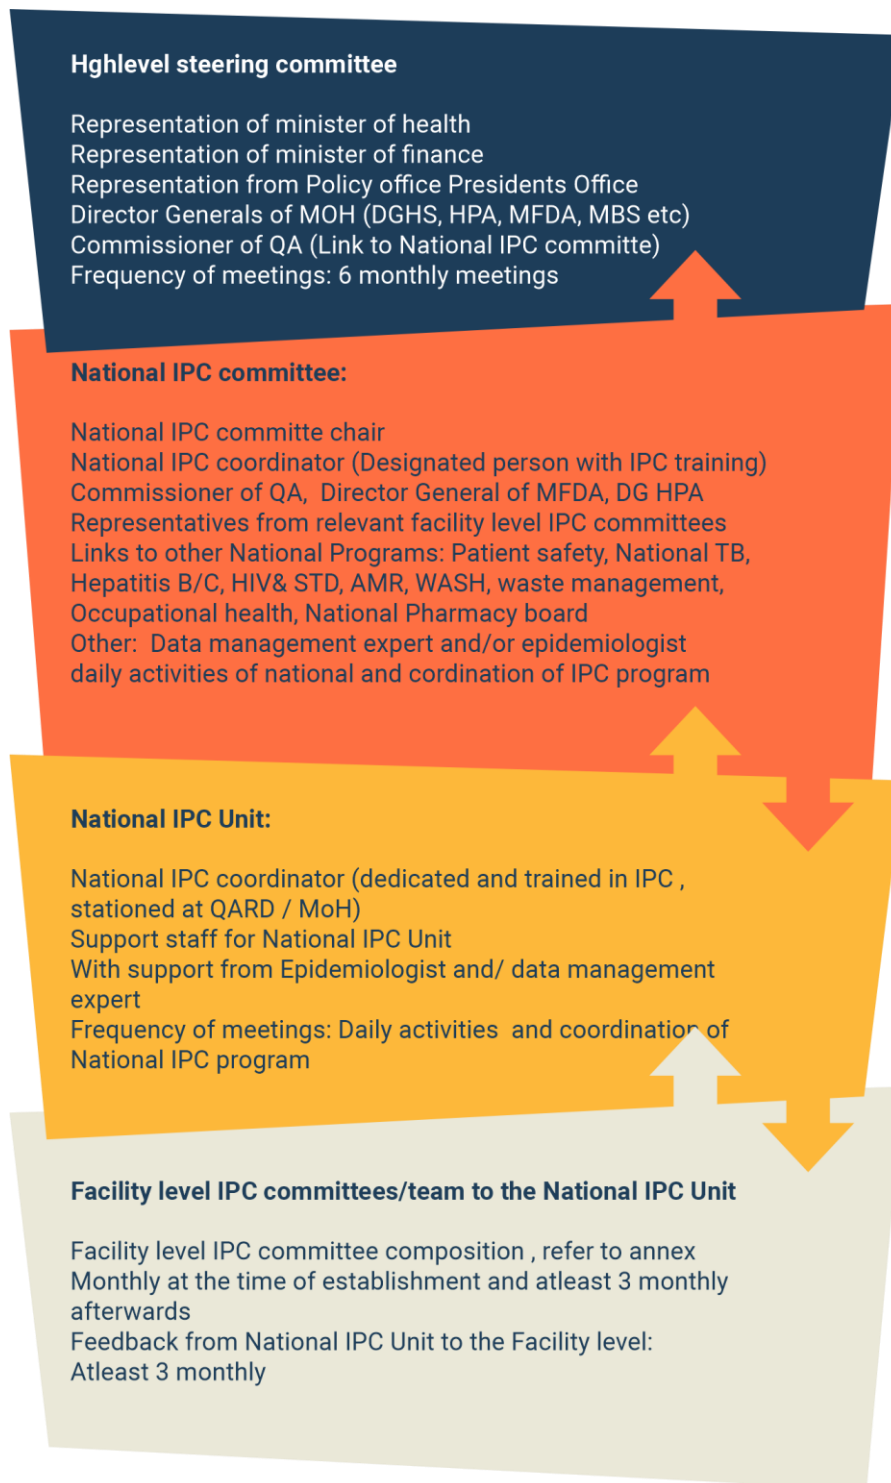 Hghlevel steering committee
Representation of minister of health
Representation of minister of finance
Representation from Policy office Presidents Office
Director Generals of MOH (DGHS, HPA, MFDA, MBS etc)
Commissioner of QA (Link to National IPC committe)
Frequency of meetings: 6 monthly meetings
National IPC committee:
National IPC committe chair
National IPC coordinator (Designated person with IPC training)
Commissioner of QA,  Director General of MFDA, DG HPA
Representatives from relevant facility level IPC committees
Links to other National Programs: Patient safety, National TB,
Hepatitis B/C, HIV& STD, AMR, WASH, waste management,
Occupational health, National Pharmacy board
Other:  Data management expert and/or epidemiologist
daily activities of national and cordination of IPC program
National IPC Unit:
National IPC coordinator (dedicated and trained in IPC ,
stationed at QARD / MoH)
Support staff for National IPC Unit
With support from Epidemiologist and/ data management
expert
Frequency of meetings: Daily activities  and coordination of
National IPC program
Facility level IPC committees/team to the National IPC Unit
Facility level IPC committee composition , refer to annex
Monthly at the time of establishment and atleast 3 monthly
afterwards
Feedback from National IPC Unit to the Facility level:
Atleast 3 monthly